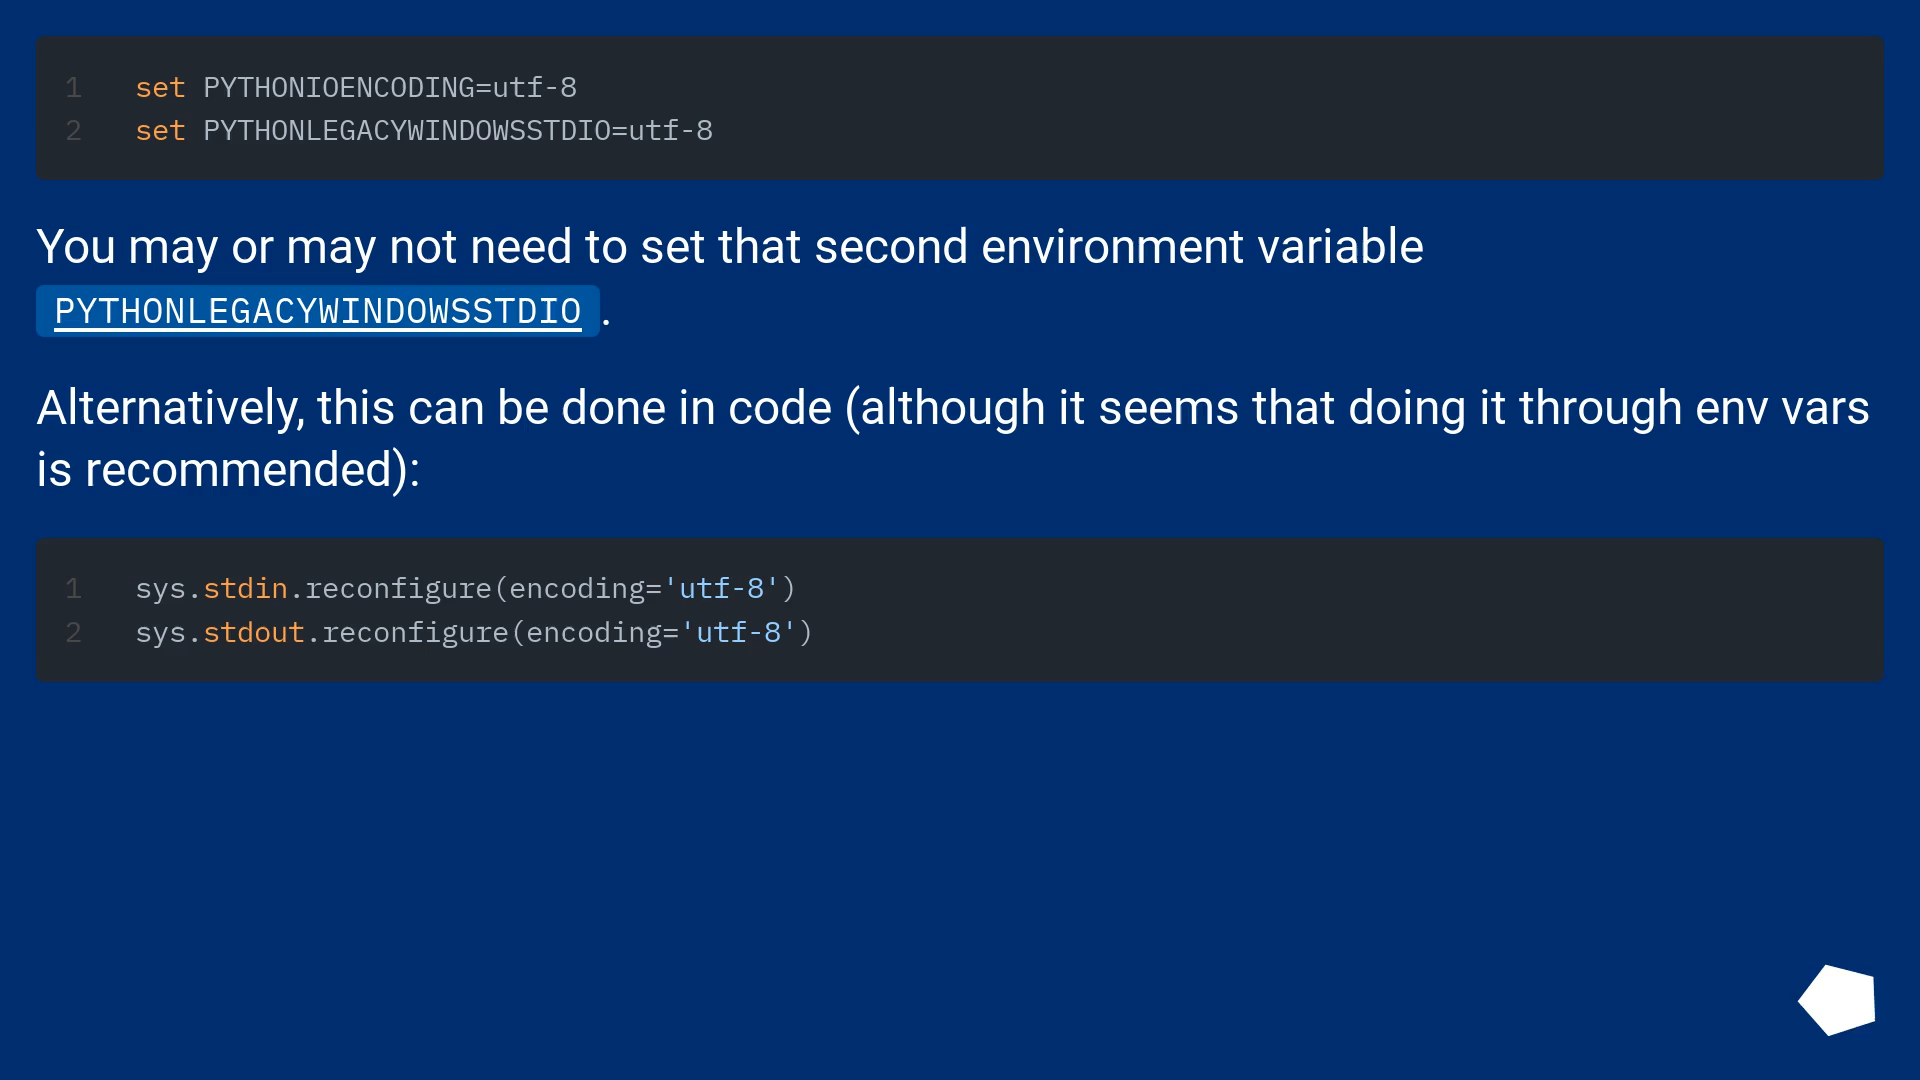 1 set PYTHONIOENCODING=utf-8
2 set PYTHONLEGACYWINDOWSSTDIO=utf-8
You may or may not need to set that second environment variable
PYTHONLEGACYWINDOWSSTDIO.
Alternatively, this can be done in code (although it seems that doing it through env vars
is recommended):
1 sys.stdin.reconfigure(encoding='utf-8')
2 sys.stdout.reconfigure(encoding='utf-8')